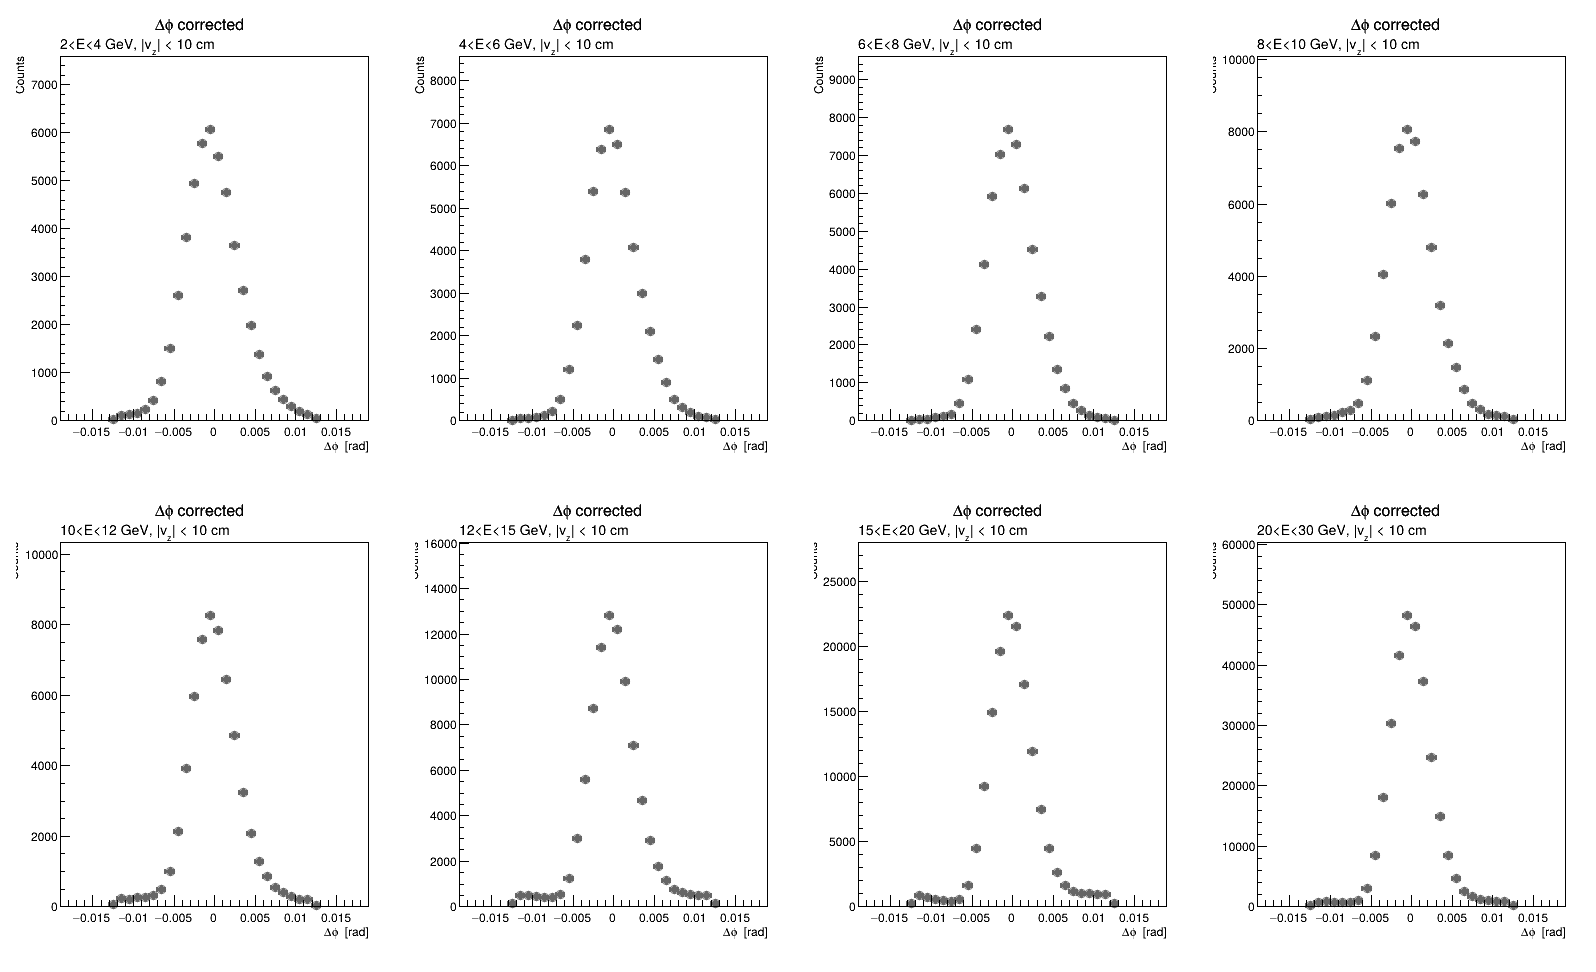 Δϕ corrected
2<E<4 GeV, |v_z| < 10 cm
Counts
7000
6000
5000
4000
3000
2000
1000
0
−0.015 −0.01 −0.005 0 0.005 0.01 0.015
Δϕ [rad]
Δϕ corrected
4<E<6 GeV, |v_z| < 10 cm
Counts
8000
7000
6000
5000
4000
3000
2000
1000
0
−0.015 −0.01 −0.005 0 0.005 0.01 0.015
Δϕ [rad]
Δϕ corrected
6<E<8 GeV, |v_z| < 10 cm
Counts
9000
8000
7000
6000
5000
4000
3000
2000
1000
0
−0.015 −0.01 −0.005 0 0.005 0.01 0.015
Δϕ [rad]
Δϕ corrected
8<E<10 GeV, |v_z| < 10 cm
Counts
10000
8000
6000
4000
2000
0
−0.015 −0.01 −0.005 0 0.005 0.01 0.015
Δϕ [rad]
Δϕ corrected
10<E<12 GeV, |v_z| < 10 cm
Counts
10000
8000
6000
4000
2000
0
−0.015 −0.01 −0.005 0 0.005 0.01 0.015
Δϕ [rad]
Δϕ corrected
12<E<15 GeV, |v_z| < 10 cm
Counts
16000
14000
12000
10000
8000
6000
4000
2000
0
−0.015 −0.01 −0.005 0 0.005 0.01 0.015
Δϕ [rad]
Δϕ corrected
15<E<20 GeV, |v_z| < 10 cm
Counts
25000
20000
15000
10000
5000
0
−0.015 −0.01 −0.005 0 0.005 0.01 0.015
Δϕ [rad]
Δϕ corrected
20<E<30 GeV, |v_z| < 10 cm
Counts
60000
50000
40000
30000
20000
10000
0
−0.015 −0.01 −0.005 0 0.005 0.01 0.015
Δϕ [rad]